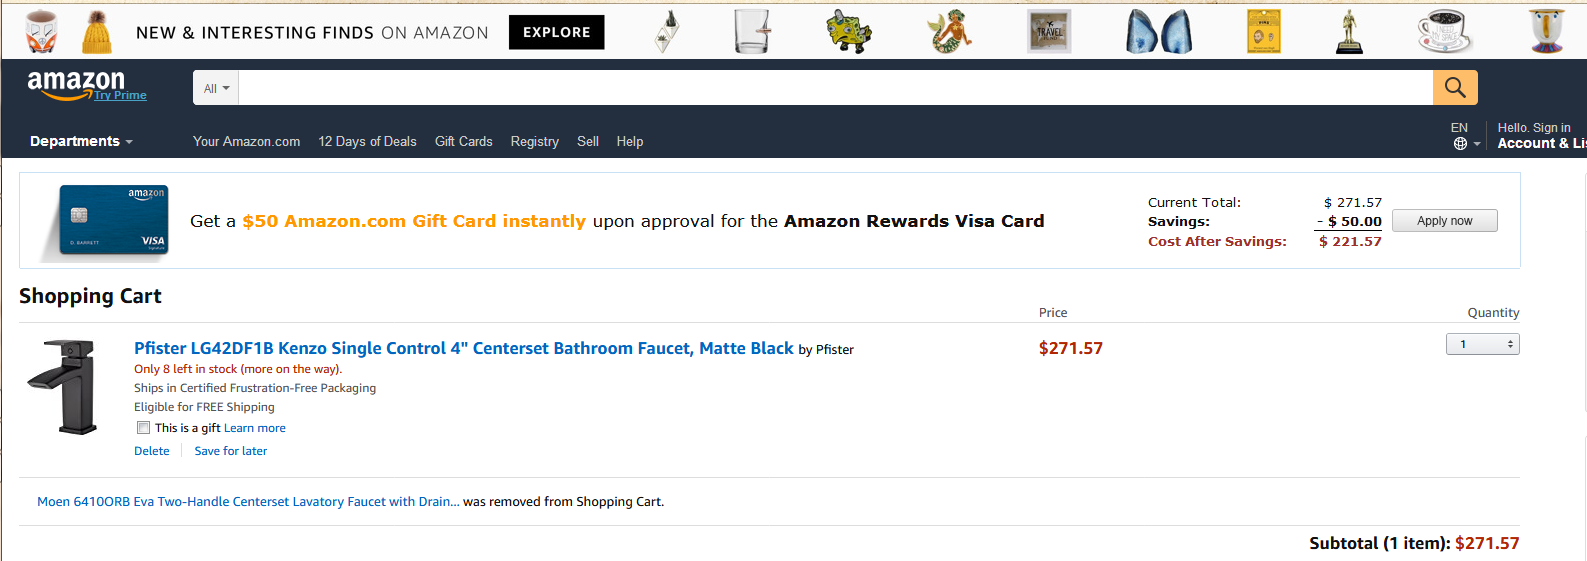 NEW & INTERESTING FINDS ON AMAZON EXPLORE
TRAVEL
amazon
Try Prime
All
Departments
Your Amazon.com 12 Days of Deals Gift Cards Registry Sell Help
EN
Hello. Sign in
Account & Lis
amazon
VISA
Signature
D. BARRETT
Get a $50 Amazon.com Gift Card instantly upon approval for the Amazon Rewards Visa Card
Current Total: $ 271.57
Savings: - $ 50.00
Cost After Savings: $ 221.57
Apply now
Shopping Cart
Price Quantity
Pfister LG42DF1B Kenzo Single Control 4" Centerset Bathroom Faucet, Matte Black by Pfister $271.57 1
Only 8 left in stock (more on the way).
Ships in Certified Frustration-Free Packaging
Eligible for FREE Shipping
This is a gift Learn more
Delete Save for later
Moen 6410ORB Eva Two-Handle Centerset Lavatory Faucet with Drain... was removed from Shopping Cart.
Subtotal (1 item): $271.57